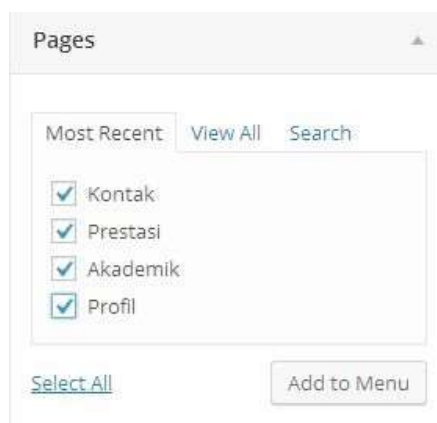 Pages
Most Recent View All Search
Kontak
Prestasi
Akademik
Profil
Select All Add to Menu